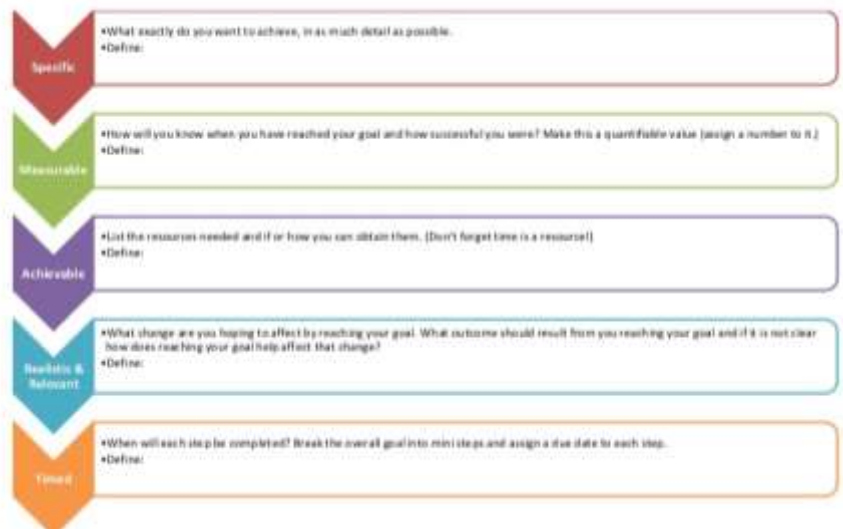 Specific
•What exactly do you want to achieve, in as much detail as possible.
•Define:
Measurable
•How will you know when you have reached your goal and how successful you were? Make this a quantifiable value (assign a number to it.)
•Define:
Achievable
•List the resources needed and if or how you can obtain them. (Don't forget time is a resource!)
•Define:
Realistic &
Relevant
•What change are you hoping to affect by reaching your goal. What outcome should result from you reaching your goal and if it is not clear
how does reaching your goal help affect that change?
•Define:
Timed
•When will each step be completed? Break the overall goal into mini steps and assign a due date to each step.
•Define: